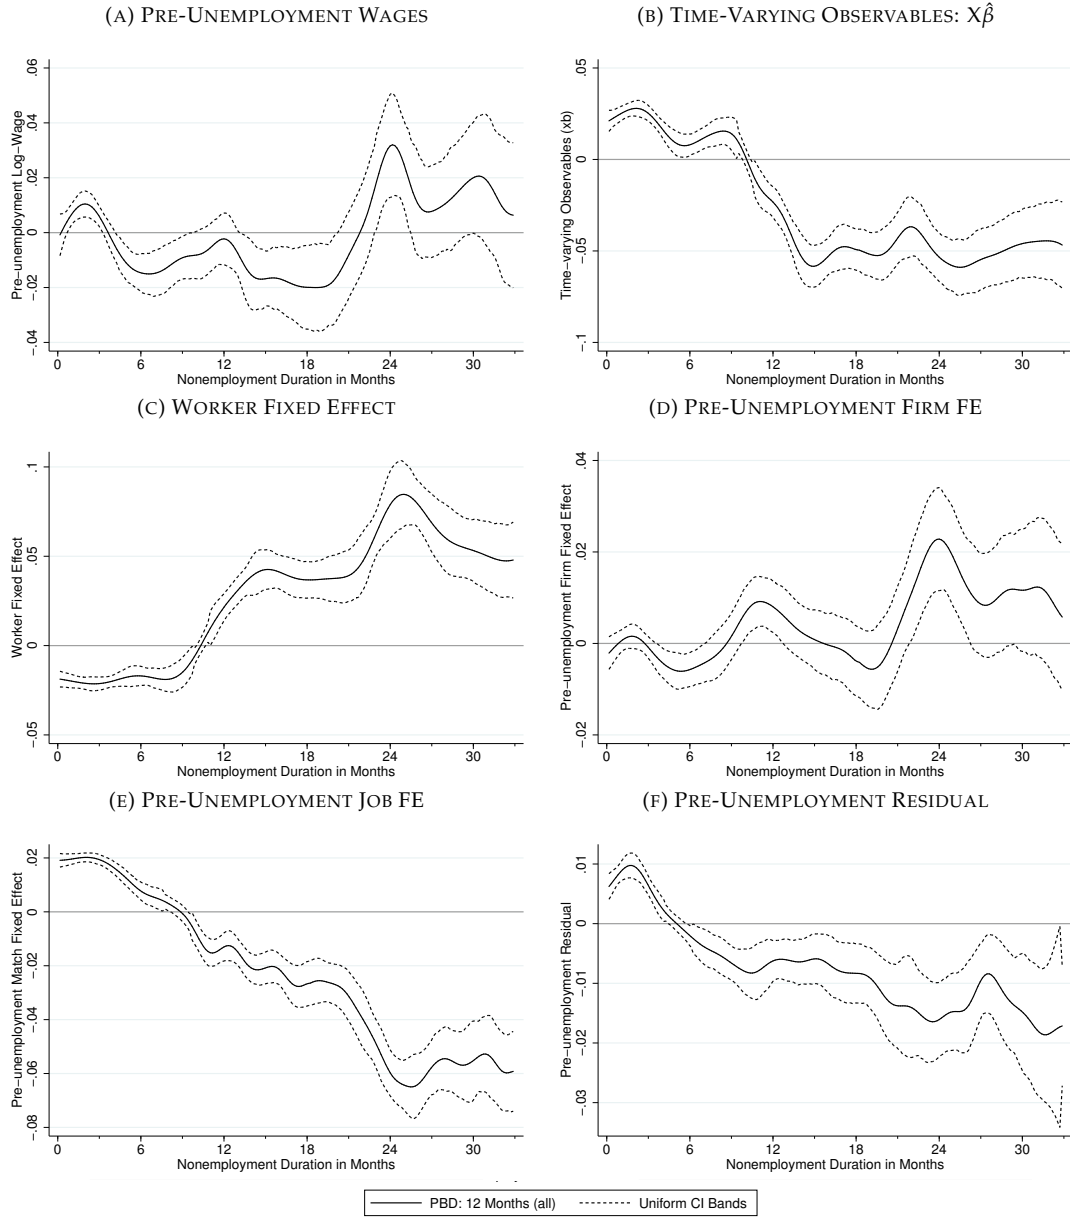 (A) PRE-UNEMPLOYMENT WAGES
.06
.04
.02
0
-.02
-.04
Pre-unemployment Log-Wage
0 6 12 18 24 30
Nonemployment Duration in Months
(B) TIME-VARYING OBSERVABLES: Xβ̂
.05
0
-.05
-.1
Time-varying Observables (xb)
0 6 12 18 24 30
Nonemployment Duration in Months
(C) WORKER FIXED EFFECT
.1
.05
0
-.05
Worker Fixed Effect
0 6 12 18 24 30
Nonemployment Duration in Months
(D) PRE-UNEMPLOYMENT FIRM FE
.04
.02
0
-.02
Pre-unemployment Firm Fixed Effect
0 6 12 18 24 30
Nonemployment Duration in Months
(E) PRE-UNEMPLOYMENT JOB FE
.02
0
-.02
-.04
-.06
-.08
Pre-unemployment Match Fixed Effect
0 6 12 18 24 30
Nonemployment Duration in Months
(F) PRE-UNEMPLOYMENT RESIDUAL
.01
0
-.01
-.02
-.03
Pre-unemployment Residual
0 6 12 18 24 30
Nonemployment Duration in Months
PBD: 12 Months (all) Uniform CI Bands